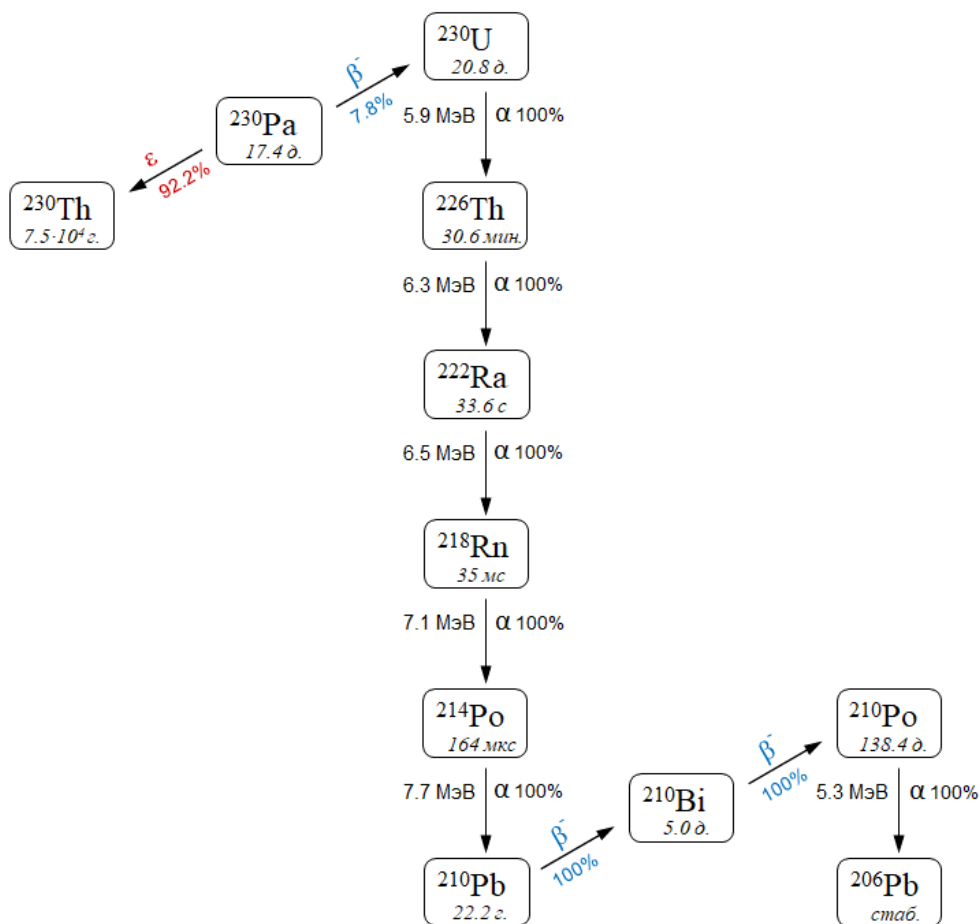 ²³⁰U
20.8 д.
β⁻
7.8%
5.9 МэВ α 100%
²³⁰Pa
17.4 д.
ε
92.2%
²³⁰Th
7.5·10⁴ г.
²²⁶Th
30.6 мин.
6.3 МэВ α 100%
²²²Ra
33.6 с
6.5 МэВ α 100%
²¹⁸Rn
35 мс
7.1 МэВ α 100%
²¹⁴Po
164 мкс
7.7 МэВ α 100%
²¹⁰Pb
22.2 г.
β⁻
100%
²¹⁰Bi
5.0 д.
β⁻
100%
²¹⁰Po
138.4 д.
5.3 МэВ α 100%
²⁰⁶Pb
стаб.